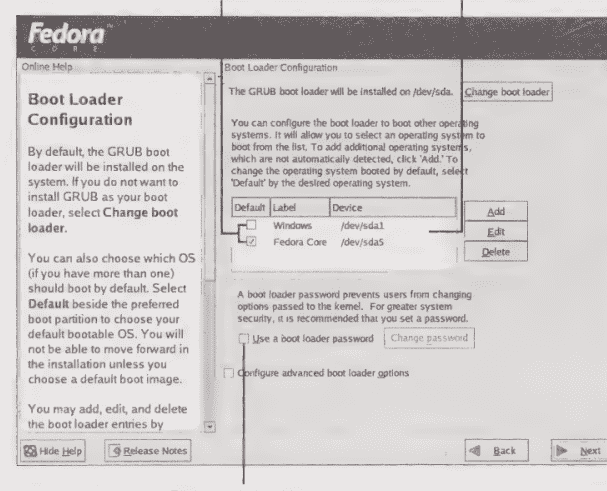 Fedora
CORE
Online Help
Boot Loader
Configuration
By default, the GRUB boot
loader will be installed on the
system. If you do not want to
install GRUB as your boot
loader, select Change boot
loader.
You can also choose which OS
(if you have more than one)
should boot by default. Select
Default beside the preferred
boot partition to choose your
default bootable OS. You will
not be able to move forward in
the installation unless you
choose a default boot image.
You may add, edit, and delete
the boot loader entries by
Boot Loader Configuration
The GRUB boot loader will be installed on /dev/sda. Change boot loader
You can configure the boot loader to boot other operating
systems. It will allow you to select an operating system to
boot from the list. To add additional operating systems,
which are not automatically detected, click 'Add.' To
change the operating system booted by default, select
'Default' by the desired operating system.
Default Label Device
Windows /dev/sda1
Fedora Core /dev/sda5
Add
Edit
Delete
A boot loader password prevents users from changing
options passed to the kernel. For greater system
security, it is recommended that you set a password.
Use a boot loader password Change password
Configure advanced boot loader options
Hide Help Release Notes Back Next